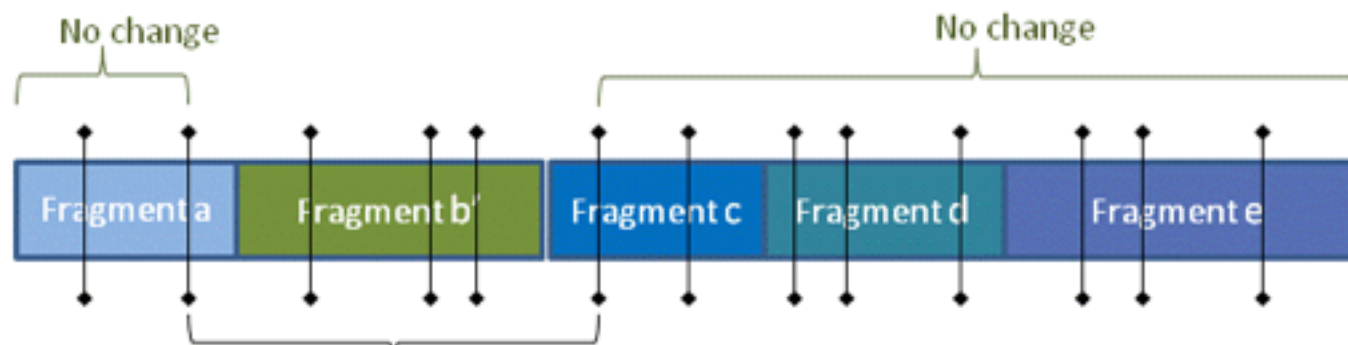 No change
No change
Fragment a
Fragment b'
Fragment c
Fragment d
Fragment e